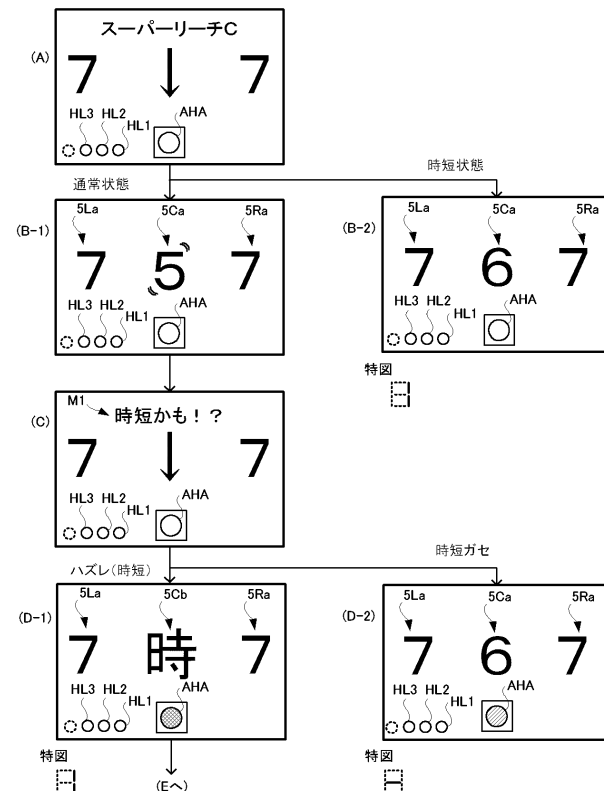 スーパーリーチC
(A)
7 ↓ 7
HL3 HL2 HL1 AHA
通常状態
時短状態
(B-1)
5La 5Ca 5Ra
7 5 7
HL3 HL2 HL1 AHA
(B-2)
5La 5Ca 5Ra
7 6 7
HL3 HL2 HL1 AHA
特図
(C)
M1
時短かも!?
7 ↓ 7
HL3 HL2 HL1 AHA
ハズレ(時短)
時短ガセ
(D-1)
5La 5Cb 5Ra
7 時 7
HL3 HL2 HL1 AHA
特図
(Eへ)
(D-2)
5La 5Ca 5Ra
7 6 7
HL3 HL2 HL1 AHA
特図